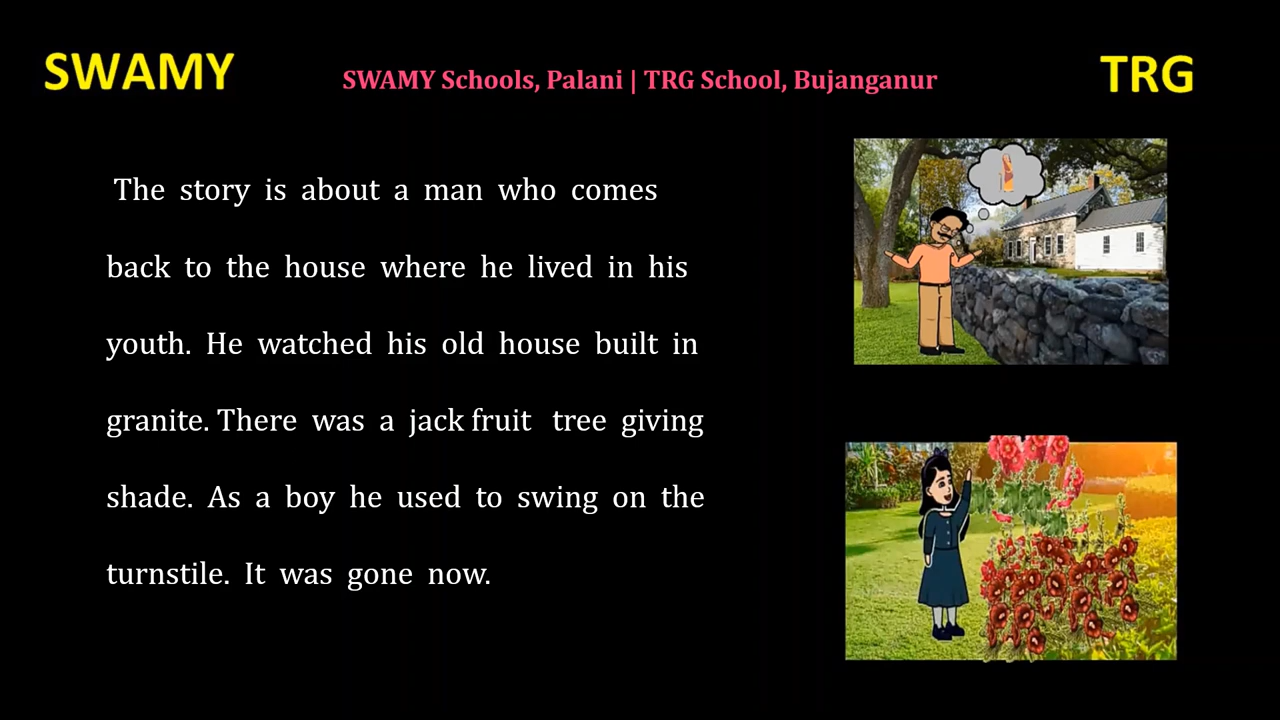 SWAMY
SWAMY Schools, Palani | TRG School, Bujanganur
TRG
The story is about a man who comes
back to the house where he lived in his
youth. He watched his old house built in
granite. There was a jack fruit tree giving
shade. As a boy he used to swing on the
turnstile. It was gone now.